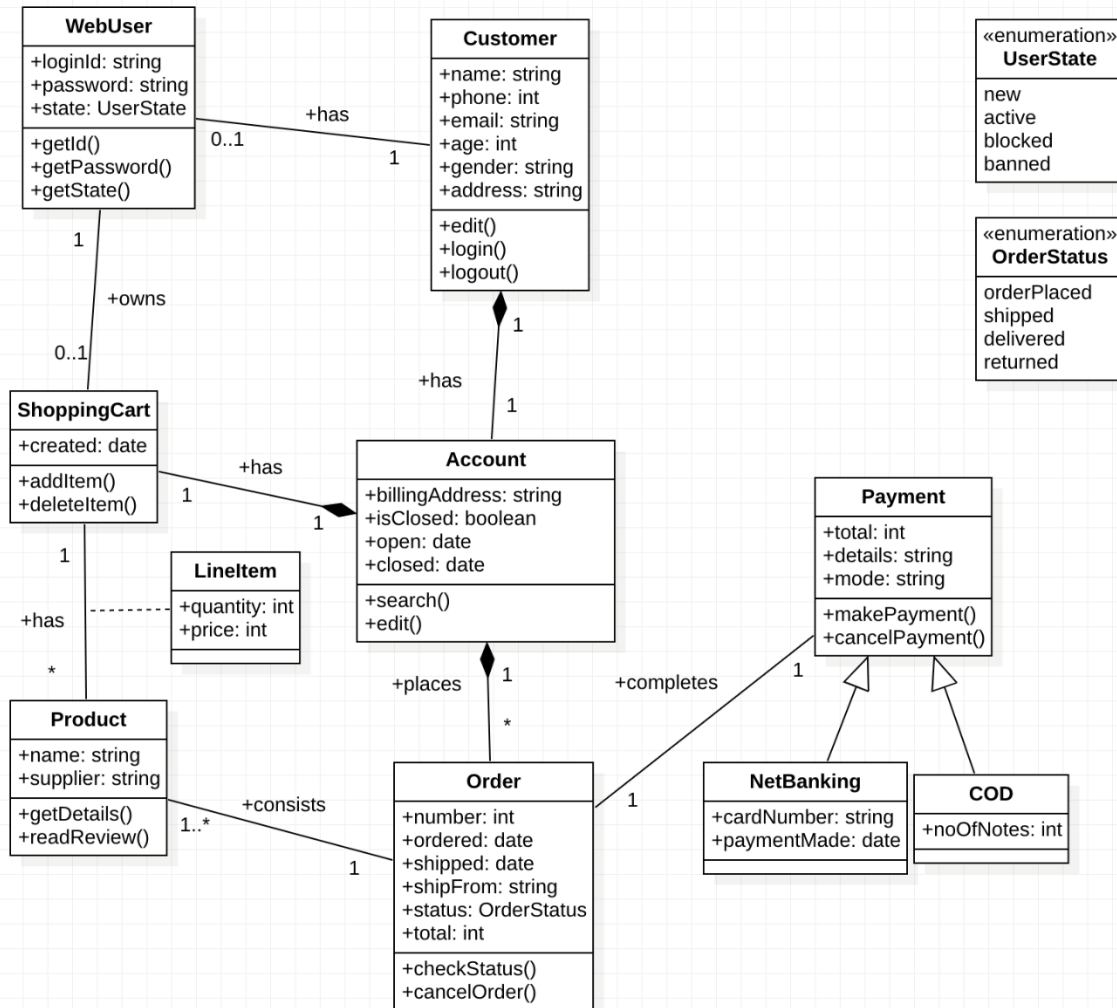 WebUser
+loginId: string
+password: string
+state: UserState
+getId()
+getPassword()
+getState()
Customer
+name: string
+phone: int
+email: string
+age: int
+gender: string
+address: string
+edit()
+login()
+logout()
«enumeration»
UserState
new
active
blocked
banned
+has
0..1
1
«enumeration»
OrderStatus
orderPlaced
shipped
delivered
returned
1
+owns
0..1
1
+has
1
ShoppingCart
+created: date
+addItem()
+deleteItem()
+has
1
1
Account
+billingAddress: string
+isClosed: boolean
+open: date
+closed: date
+search()
+edit()
Payment
+total: int
+details: string
+mode: string
+makePayment()
+cancelPayment()
1
+has
*
LineItem
+quantity: int
+price: int
+places
1
*
+completes
1
1
Product
+name: string
+supplier: string
+getDetails()
+readReview()
+consists
1..*
1
Order
+number: int
+ordered: date
+shipped: date
+shipFrom: string
+status: OrderStatus
+total: int
+checkStatus()
+cancelOrder()
NetBanking
+cardNumber: string
+paymentMade: date
COD
+noOfNotes: int